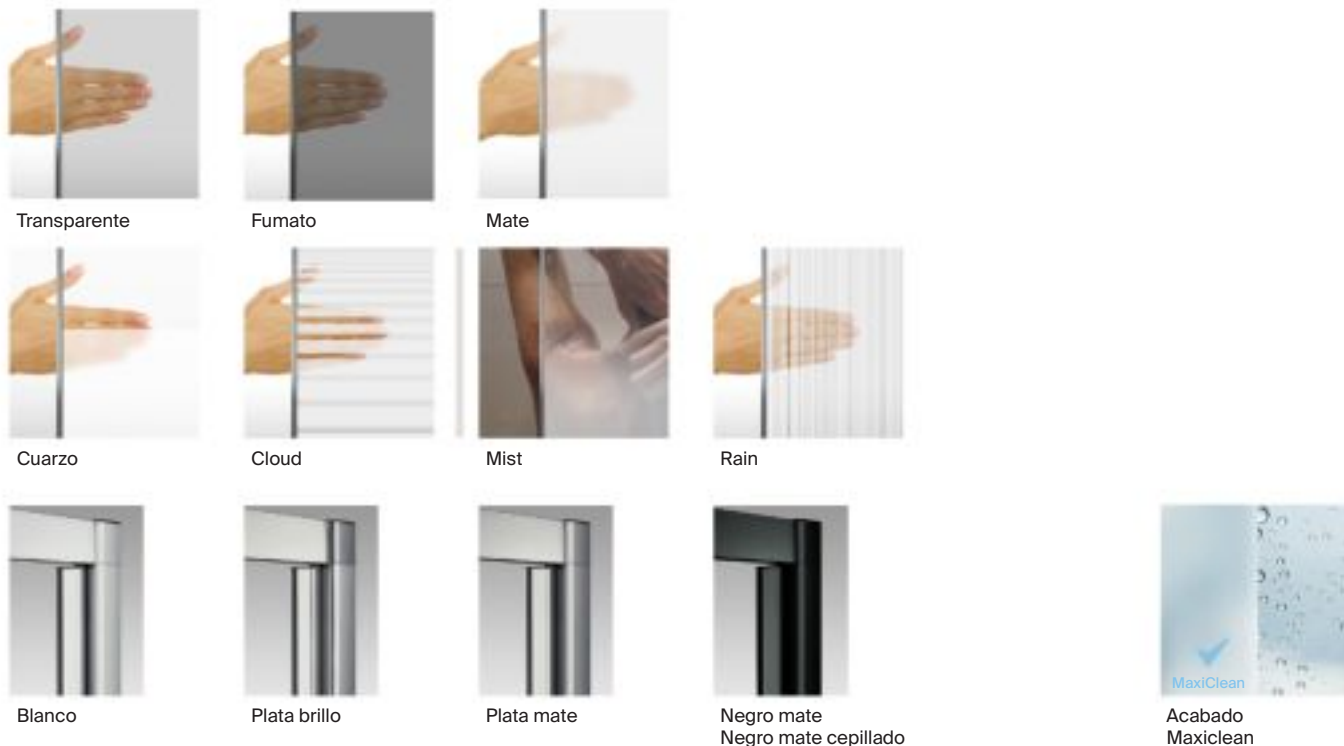 Transparente
Fumato
Mate
Cuarzo
Cloud
Mist
Rain
MaxiClean
Blanco
Plata brillo
Plata mate
Negro mate
Negro mate cepillado
Acabado
Maxiclean